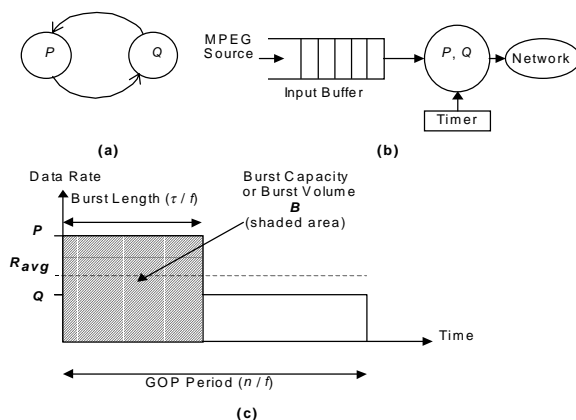 P
Q
(a)
MPEG
Source
Input Buffer
P, Q
Network
Timer
(b)
Data Rate
Burst Length (τ / f)
Burst Capacity
or Burst Volume
B
(shaded area)
P
R avg
Q
Time
GOP Period (n / f)
(c)